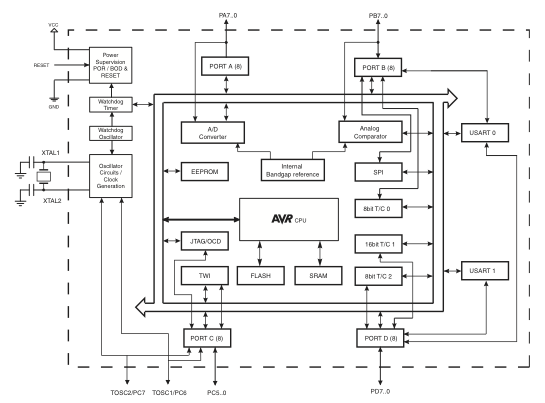 PA7..0
PB7..0
VCC
Power
Supervision
POR / BOD &
RESET
RESET
GND
PORT A (8)
PORT B (8)
Watchdog
Timer
Watchdog
Oscillator
A/D
Converter
Analog
Comparator
USART 0
XTAL1
Oscillator
Circuits /
Clock
Generation
XTAL2
EEPROM
Internal
Bandgap reference
SPI
AVR CPU
8bit T/C 0
JTAG/OCD
16bit T/C 1
TWI
FLASH
SRAM
8bit T/C 2
USART 1
PORT C (8)
PORT D (8)
TOSC2/PC7
TOSC1/PC6
PC5..0
PD7..0